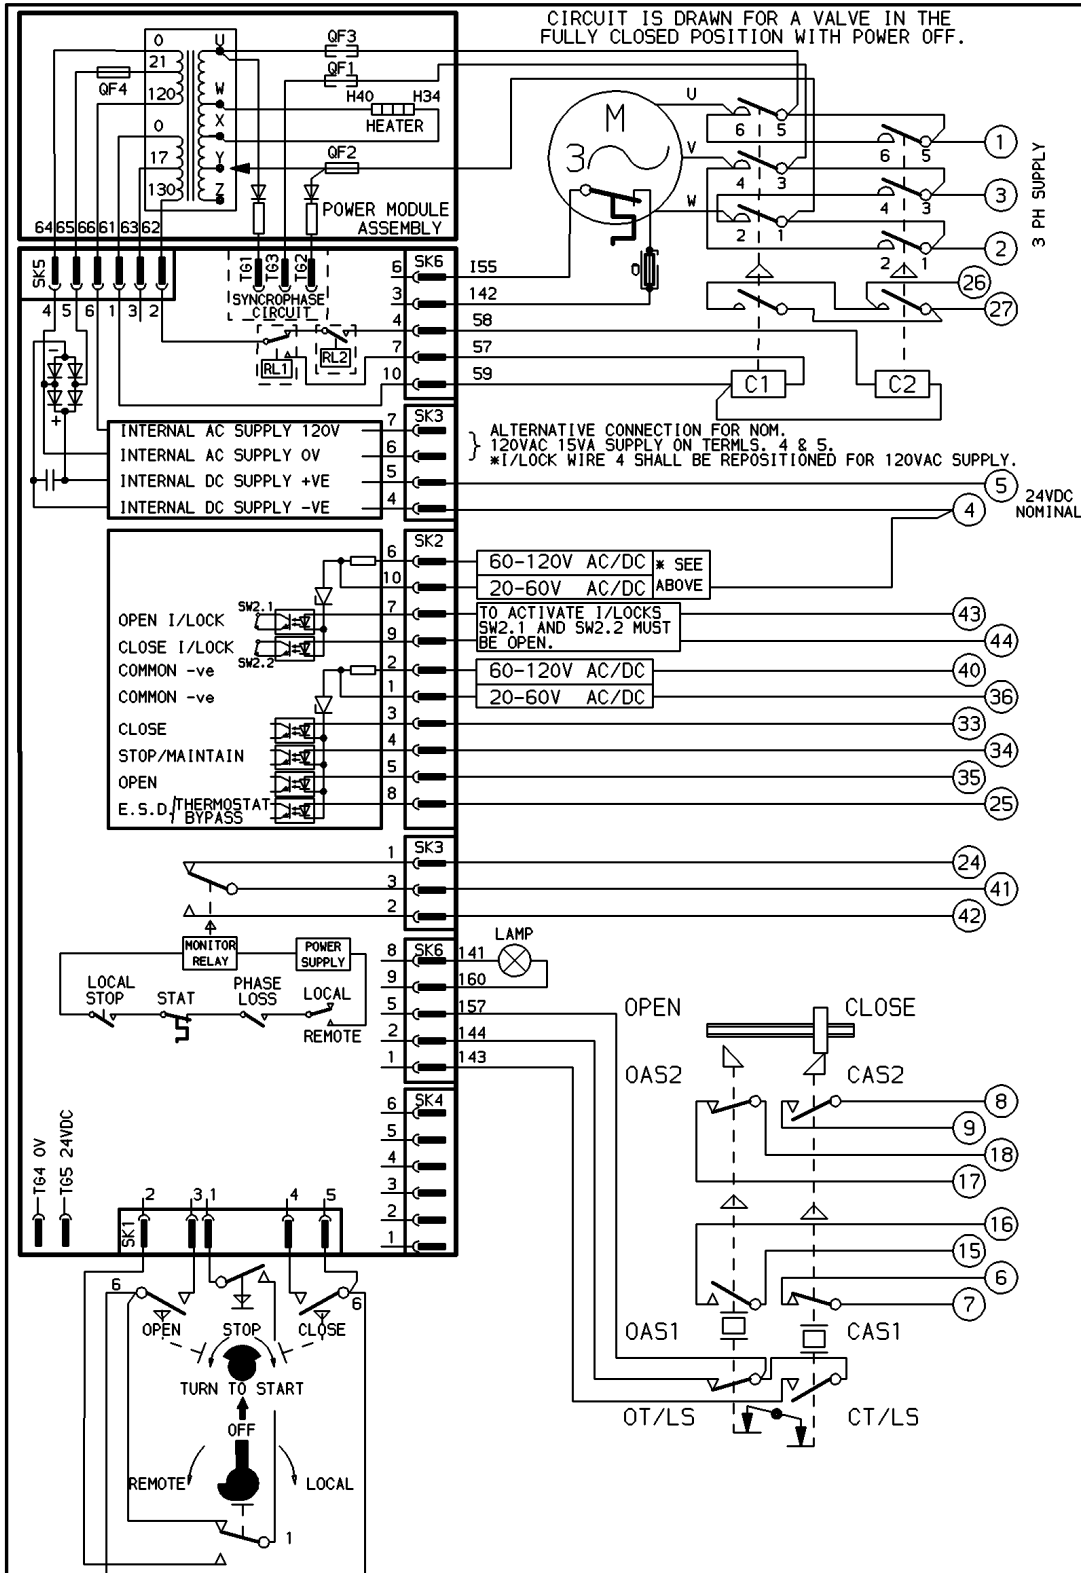 CIRCUIT IS DRAWN FOR A VALVE IN THE
FULLY CLOSED POSITION WITH POWER OFF.
0
U
QF3
21
QF1
QF4
120
W
H40
H34
HEATER
0
X
17
Y
QF2
130
Z
POWER MODULE
ASSEMBLY
64 65 66 61 63 62
M
3
U
V
W
6 5
4 3
2 1
6 5
4 3
2 1
1
3
2
3 PH SUPPLY
SK5
4 5 6 1 3 2
TG1
TG3
TG2
SYNCROPHASE
CIRCUIT
RL1
RL2
SK6
6 I55
3 142
4 58
7 57
10 59
26
27
C1
C2
- +
SK3
INTERNAL AC SUPPLY 120V 7
INTERNAL AC SUPPLY 0V 6
INTERNAL DC SUPPLY +VE 5
INTERNAL DC SUPPLY -VE 4
ALTERNATIVE CONNECTION FOR NOM.
120VAC 15VA SUPPLY ON TERMLS. 4 & 5.
*I/LOCK WIRE 4 SHALL BE REPOSITIONED FOR 120VAC SUPPLY.
5
4
24VDC
NOMINAL
SK2
6
60-120V AC/DC
* SEE
10
20-60V AC/DC
ABOVE
OPEN I/LOCK
SW2.1
7
TO ACTIVATE I/LOCKS
SW2.1 AND SW2.2 MUST
BE OPEN.
43
CLOSE I/LOCK
SW2.2
9
44
COMMON -ve
2
60-120V AC/DC
40
COMMON -ve
1
20-60V AC/DC
36
CLOSE
3
33
STOP/MAINTAIN
4
34
OPEN
5
35
E.S.D./THERMOSTAT
BYPASS
8
25
SK3
1
24
3
41
2
42
MONITOR
RELAY
POWER
SUPPLY
LOCAL
STOP
STAT
PHASE
LOSS
LOCAL
REMOTE
SK6
LAMP
8 141
9 160
5 157
2 144
1 143
OPEN
CLOSE
OAS2
CAS2
8
9
18
17
16
15
6
7
OAS1
CAS1
OT/LS
CT/LS
SK4
6
5
4
3
2
1
TG4 0V
TG5 24VDC
SK1
2 3 1 4 5
6
6
OPEN
STOP
CLOSE
TURN TO START
OFF
REMOTE
LOCAL
1